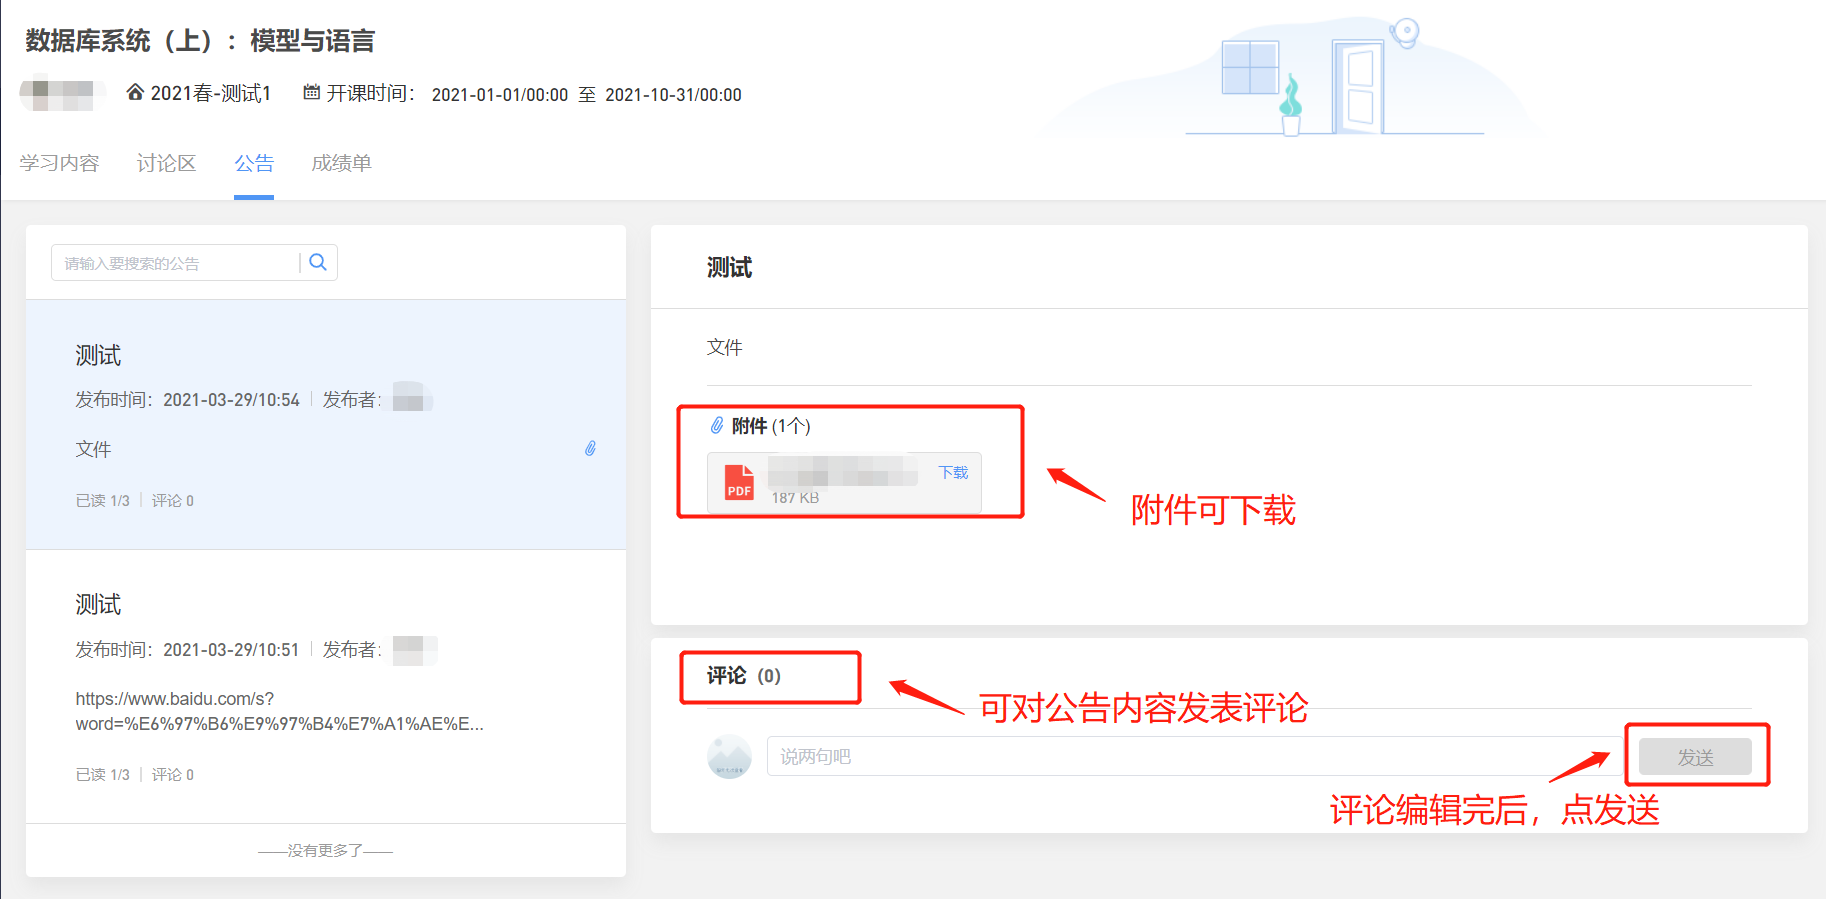 数据库系统（上）：模型与语言
2021春-测试1 开课时间： 2021-01-01/00:00 至 2021-10-31/00:00
学习内容 讨论区 公告 成绩单
请输入要搜索的公告
测试
发布时间：2021-03-29/10:54 发布者:
文件
已读 1/3 评论 0
测试
发布时间：2021-03-29/10:51 发布者:
https://www.baidu.com/s?
word=%E6%97%B6%E9%97%B4%E7%A1%AE%E...
已读 1/3 评论 0
——没有更多了——
测试
文件
附件 (1个)
PDF 下载
187 KB
附件可下载
评论 (0)
可对公告内容发表评论
说两句吧
发送
评论编辑完后，点发送